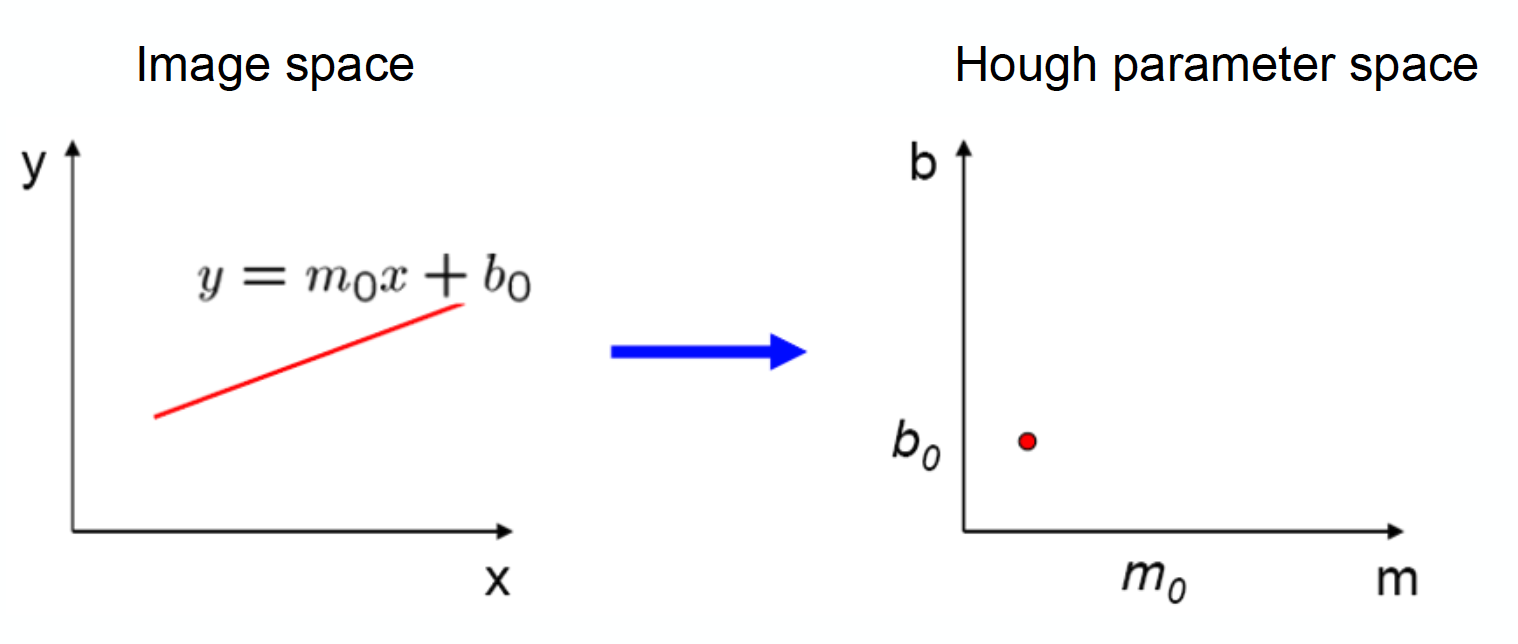 Image space
Hough parameter space
y
y = m₀x + b₀
x
b
b₀
m₀
m